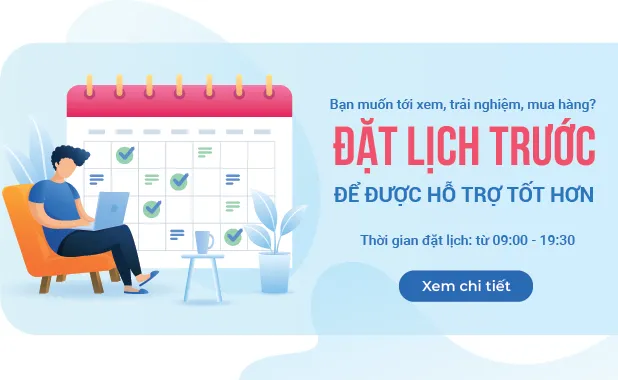 Bạn muốn tới xem, trải nghiệm, mua hàng?
ĐẶT LỊCH TRƯỚC
ĐỂ ĐƯỢC HỖ TRỢ TỐT HƠN
Thời gian đặt lịch: từ 09:00 - 19:30
Xem chi tiết